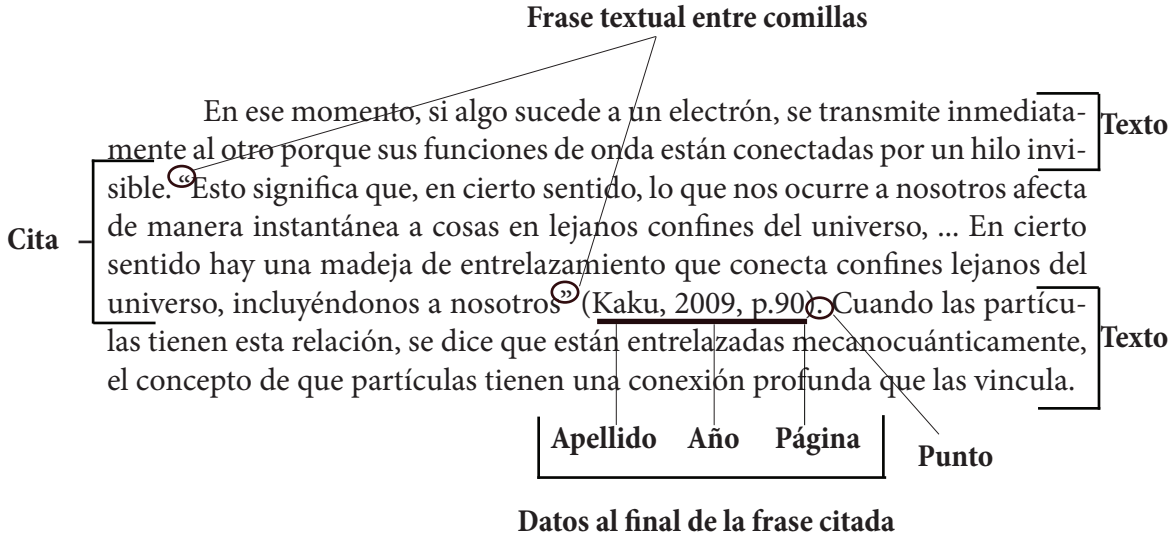 Frase textual entre comillas
En ese momento, si algo sucede a un electrón, se transmite inmediata-
Texto
mente al otro porque sus funciones de onda están conectadas por un hilo invi-
sible. “Esto significa que, en cierto sentido, lo que nos ocurre a nosotros afecta
de manera instantánea a cosas en lejanos confines del universo, ... En cierto
Cita
sentido hay una madeja de entrelazamiento que conecta confines lejanos del
universo, incluyéndonos a nosotros” (Kaku, 2009, p.90). Cuando las partícu-
Texto
las tienen esta relación, se dice que están entrelazadas mecanocuánticamente,
el concepto de que partículas tienen una conexión profunda que las vincula.
Apellido Año Página
Punto
Datos al final de la frase citada